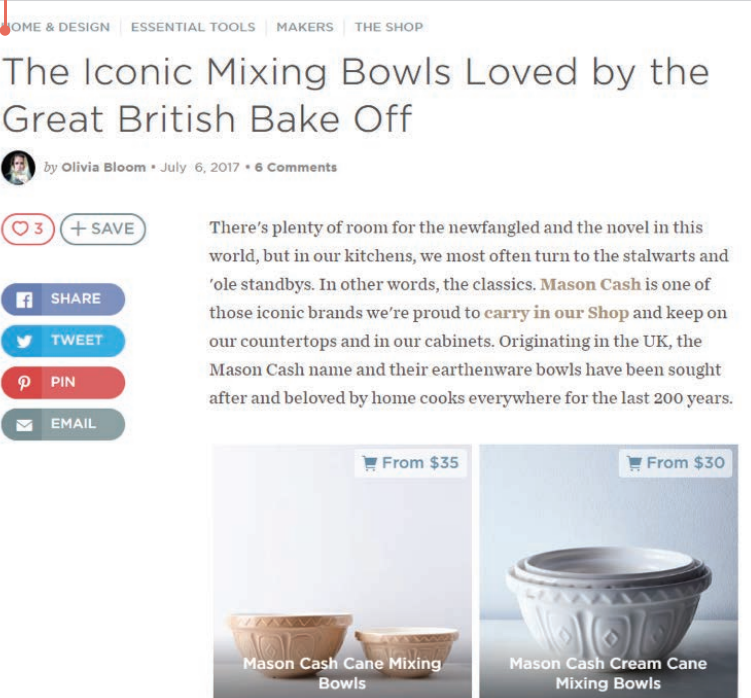 HOME & DESIGN ESSENTIAL TOOLS MAKERS THE SHOP
The Iconic Mixing Bowls Loved by the
Great British Bake Off
by Olivia Bloom • July 6, 2017 • 6 Comments
3 + SAVE
There's plenty of room for the newfangled and the novel in this
world, but in our kitchens, we most often turn to the stalwarts and
'ole standbys. In other words, the classics. Mason Cash is one of
those iconic brands we're proud to carry in our Shop and keep on
our countertops and in our cabinets. Originating in the UK, the
Mason Cash name and their earthenware bowls have been sought
after and beloved by home cooks everywhere for the last 200 years.
SHARE
TWEET
PIN
EMAIL
From $35
From $30
Mason Cash Cane Mixing
Bowls
Mason Cash Cream Cane
Mixing Bowls